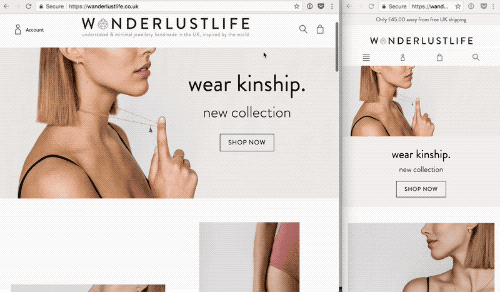 Secure https://wanderlustlife.co.uk
Account
WANDERLUSTLIFE
understated & minimal jewellery handmade in the UK, inspired by the world
wear kinship.
new collection
SHOP NOW
Secure https://wand...
Only £45.00 away from free UK shipping
WANDERLUSTLIFE
wear kinship.
new collection
SHOP NOW